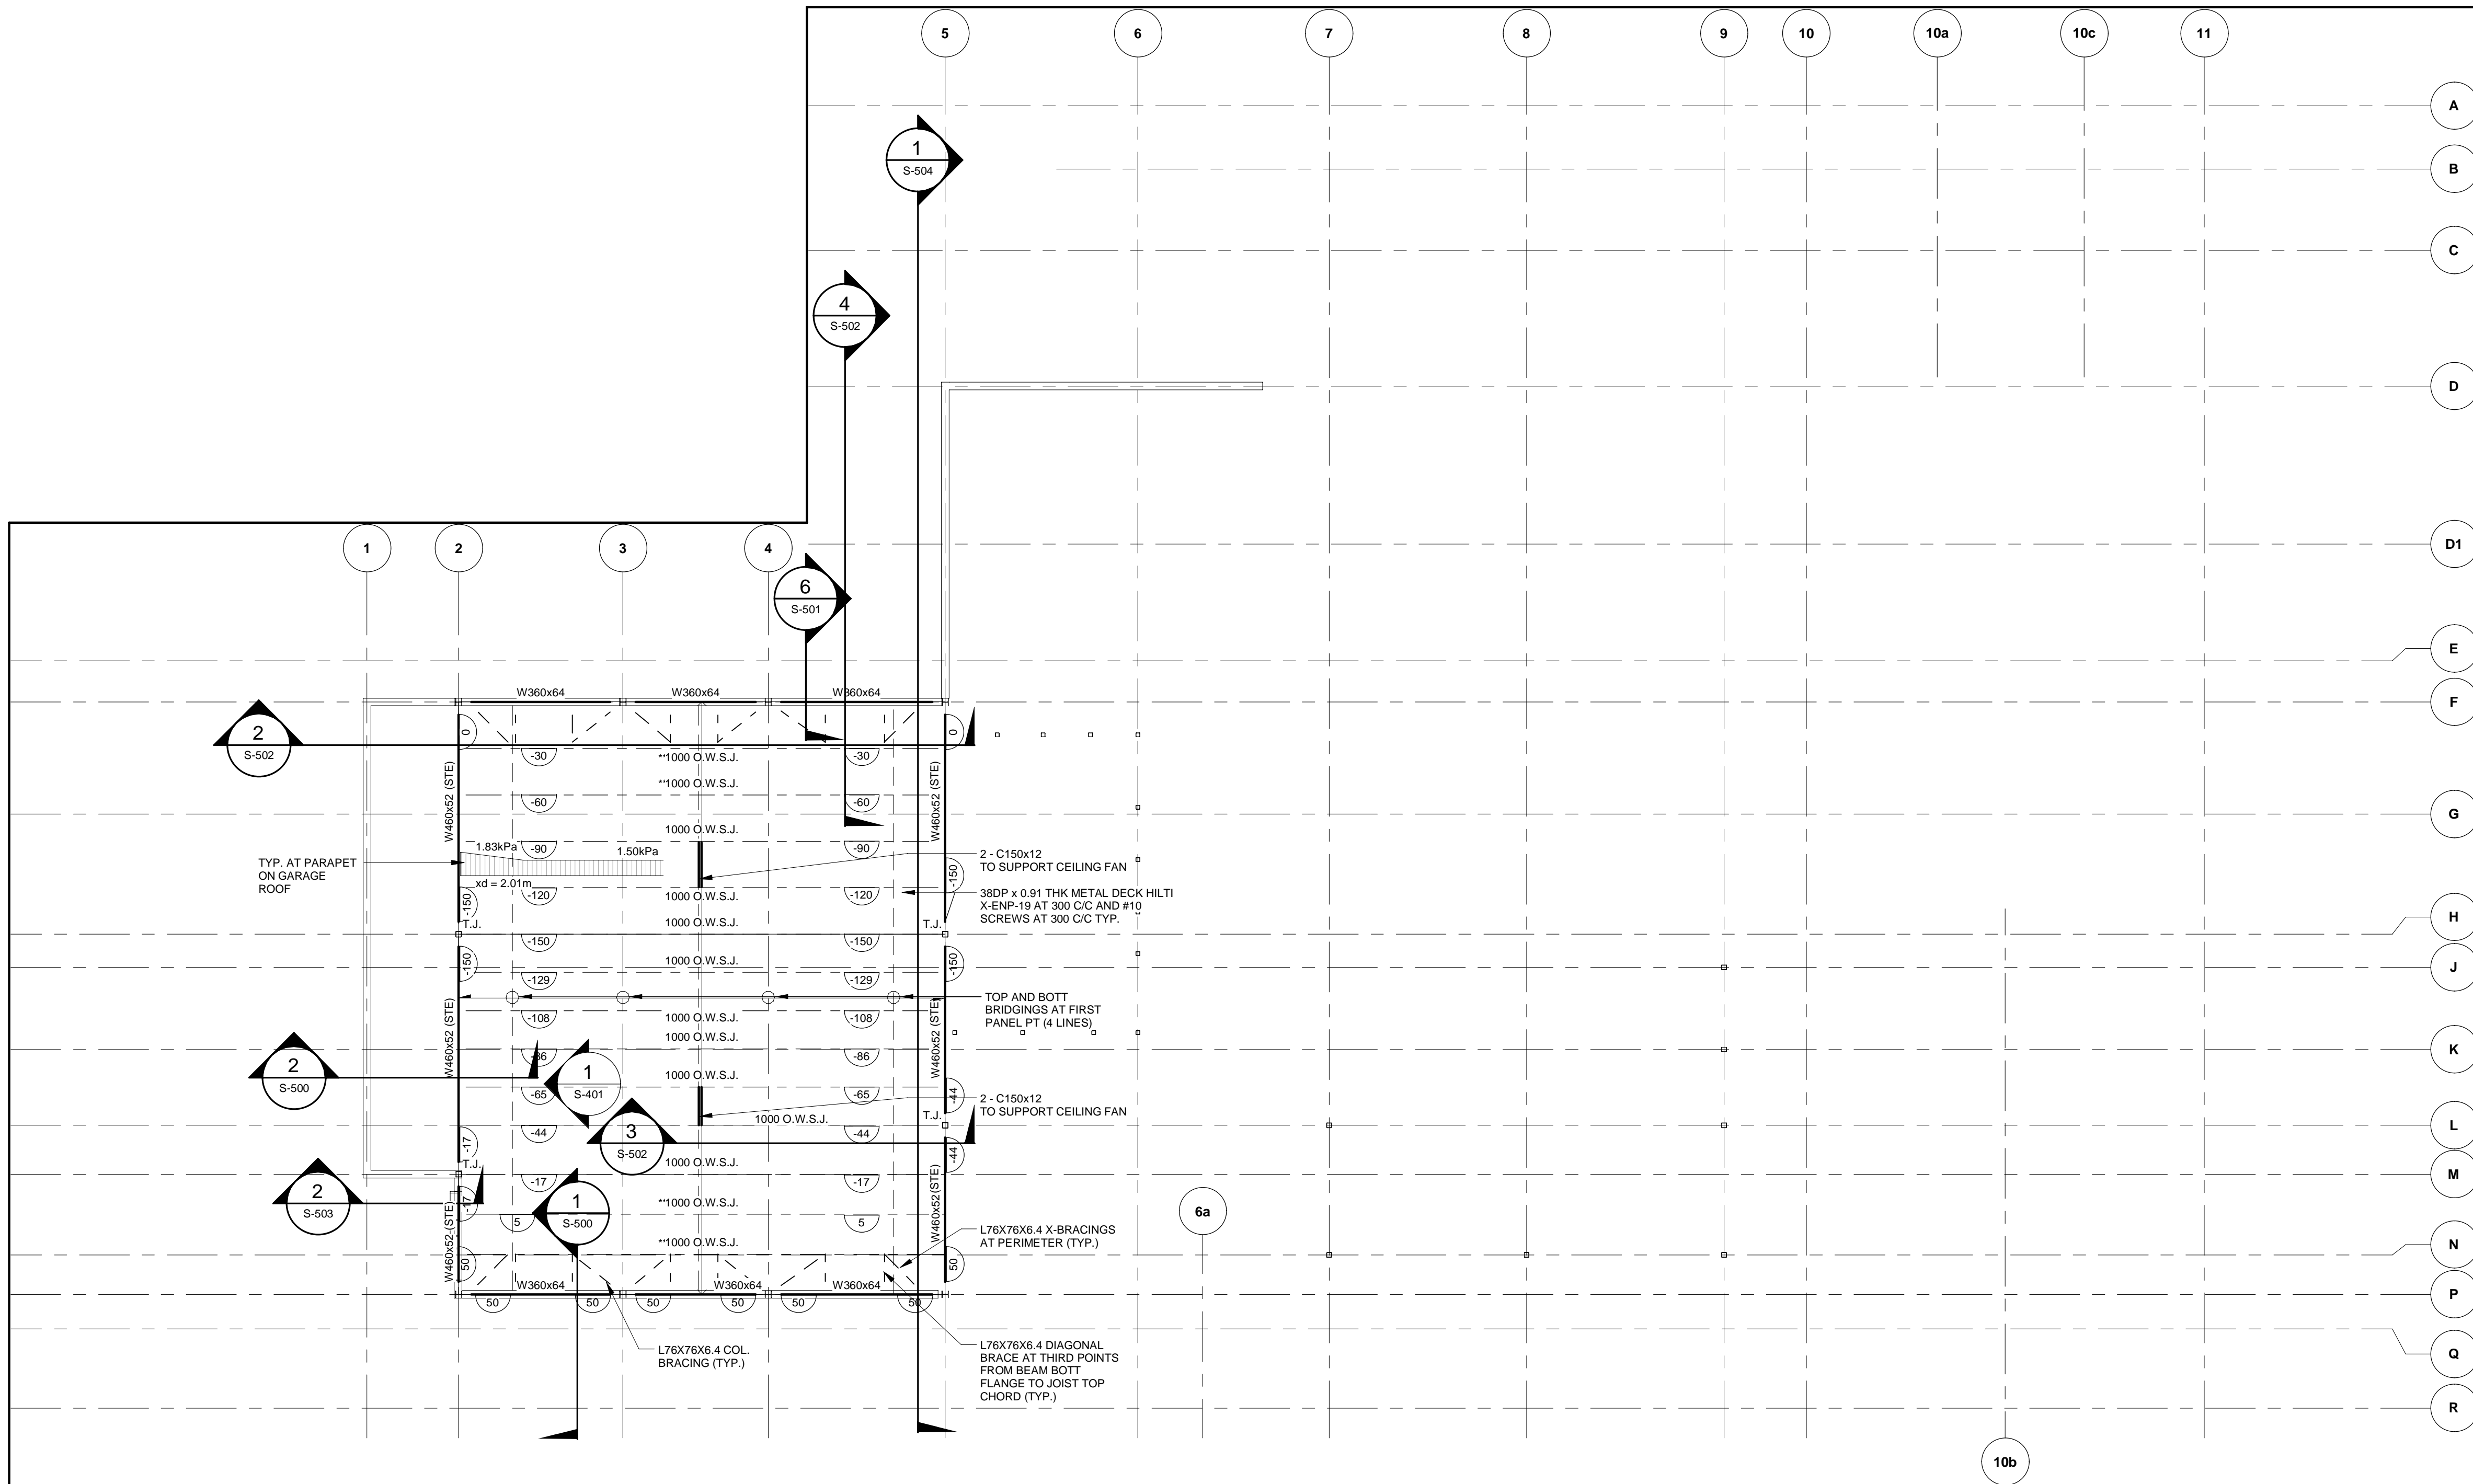 5
6
7
8
9
10
10a
10c
11
A
B
C
D
D1
E
F
G
H
J
K
L
M
N
P
Q
R
1
S-504
4
S-502
6
S-501
1
2
3
4
W360x64
W360x64
W360x64
2
S-502
0
0
-30
**1000 O.W.S.J.
-30
W460x52 (STE)
**1000 O.W.S.J.
W460x52 (STE)
-60
-60
1000 O.W.S.J.
1.83kPa
-90
1.50kPa
-90
TYP. AT PARAPET
ON GARAGE
ROOF
xd = 2.01m
2 - C150x12
TO SUPPORT CEILING FAN
-150
-120
1000 O.W.S.J.
-120
-150
38DP x 0.91 THK METAL DECK HILTI
X-ENP-19 AT 300 C/C AND #10
SCREWS AT 300 C/C TYP.
T.J.
1000 O.W.S.J.
T.J.
-150
-150
-150
1000 O.W.S.J.
-150
-129
-129
TOP AND BOTT
BRIDGINGS AT FIRST
PANEL PT (4 LINES)
W460x52 (STE)
-108
1000 O.W.S.J.
-108
W460x52 (STE)
1000 O.W.S.J.
-86
-86
2
S-500
1
S-401
1000 O.W.S.J.
-65
-65
-44
2 - C150x12
TO SUPPORT CEILING FAN
1000 O.W.S.J.
T.J.
-44
-44
3
S-502
-17
-44
T.J.
1000 O.W.S.J.
-17
-17
2
S-503
-17
**1000 O.W.S.J.
W460x52 (STE)
W460x52 (STE)
1
S-500
5
5
6a
L76X76X6.4 X-BRACINGS
AT PERIMETER (TYP.)
**1000 O.W.S.J.
50
50
W360x64
W360x64
W360x64
50
50
50
50
50
50
L76X76X6.4 COL.
BRACING (TYP.)
L76X76X6.4 DIAGONAL
BRACE AT THIRD POINTS
FROM BEAM BOTT
FLANGE TO JOIST TOP
CHORD (TYP.)
10b